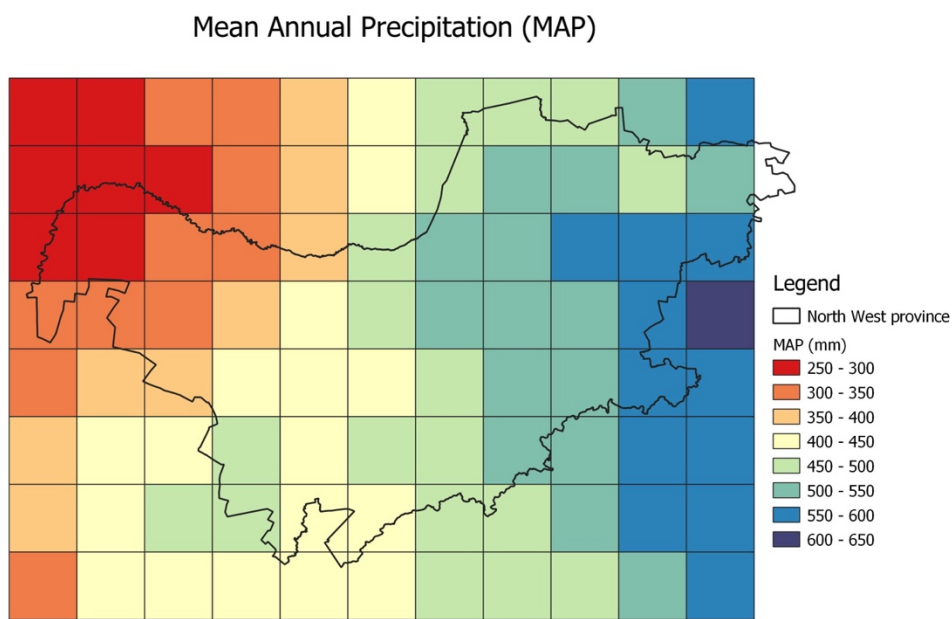 Mean Annual Precipitation (MAP)
Legend
North West province
MAP (mm)
250 - 300
300 - 350
350 - 400
400 - 450
450 - 500
500 - 550
550 - 600
600 - 650